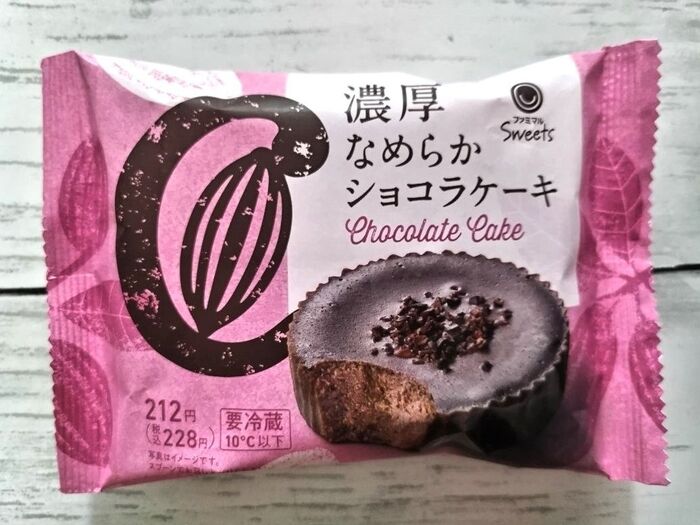 濃厚
なめらか
ショコラケーキ
Chocolate Cake
ファミマル
Sweets
212円
(税込228円)
要冷蔵
10℃以下
写真はイメージです。